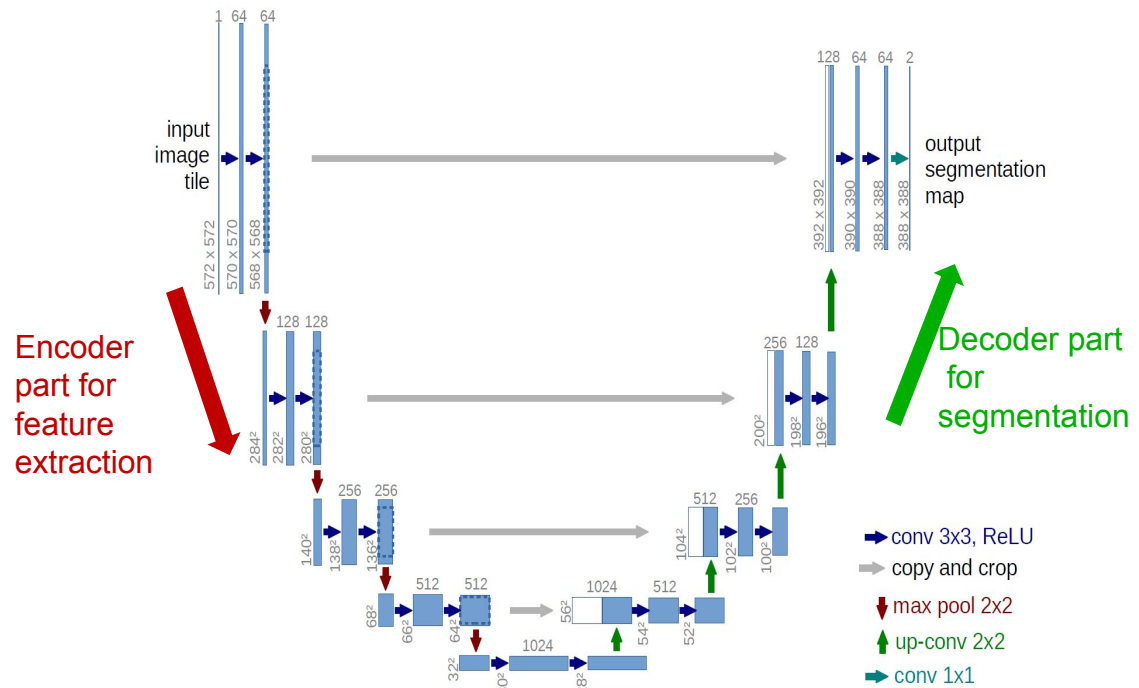 1 64 64
128 64 64 2
input
image
tile
output
segmentation
map
572 x 572
570 x 570
568 x 568
392 x 392
390 x 390
388 x 388
388 x 388
Encoder
part for
feature
extraction
Decoder part
for
segmentation
128 128
256 128
284²
282²
280²
200²
198²
196²
256 256
512 256
140²
138²
136²
104²
102²
100²
conv 3x3, ReLU
copy and crop
max pool 2x2
up-conv 2x2
conv 1x1
512 512
1024 512
68²
66²
64²
56²
54²
52²
1024
32²